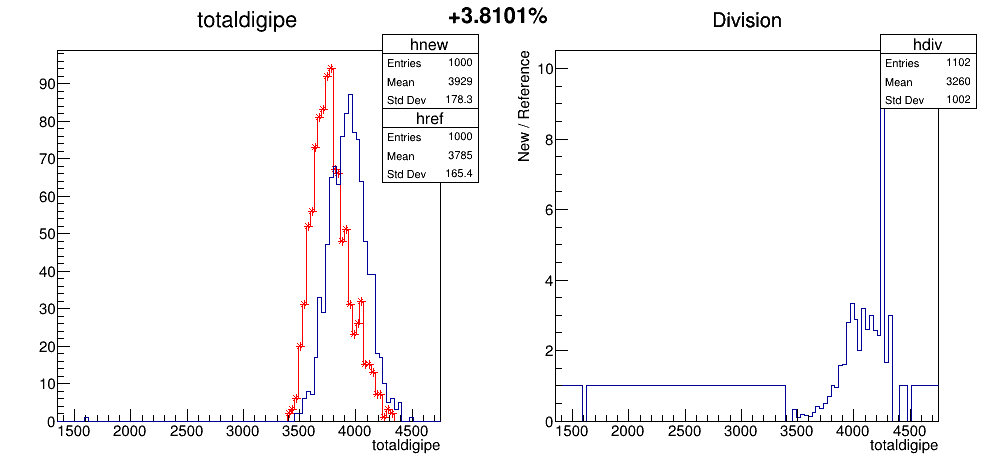 +3.8101%
totaldigipe
hnew
Entries 1000
Mean 3929
Std Dev 178.3
href
Entries 1000
Mean 3785
Std Dev 165.4
90
80
70
60
50
40
30
20
10
0
1500 2000 2500 3000 3500 4000 4500
totaldigipe
Division
hdiv
Entries 1102
Mean 3260
Std Dev 1002
New / Reference
10
8
6
4
2
0
1500 2000 2500 3000 3500 4000 4500
totaldigipe